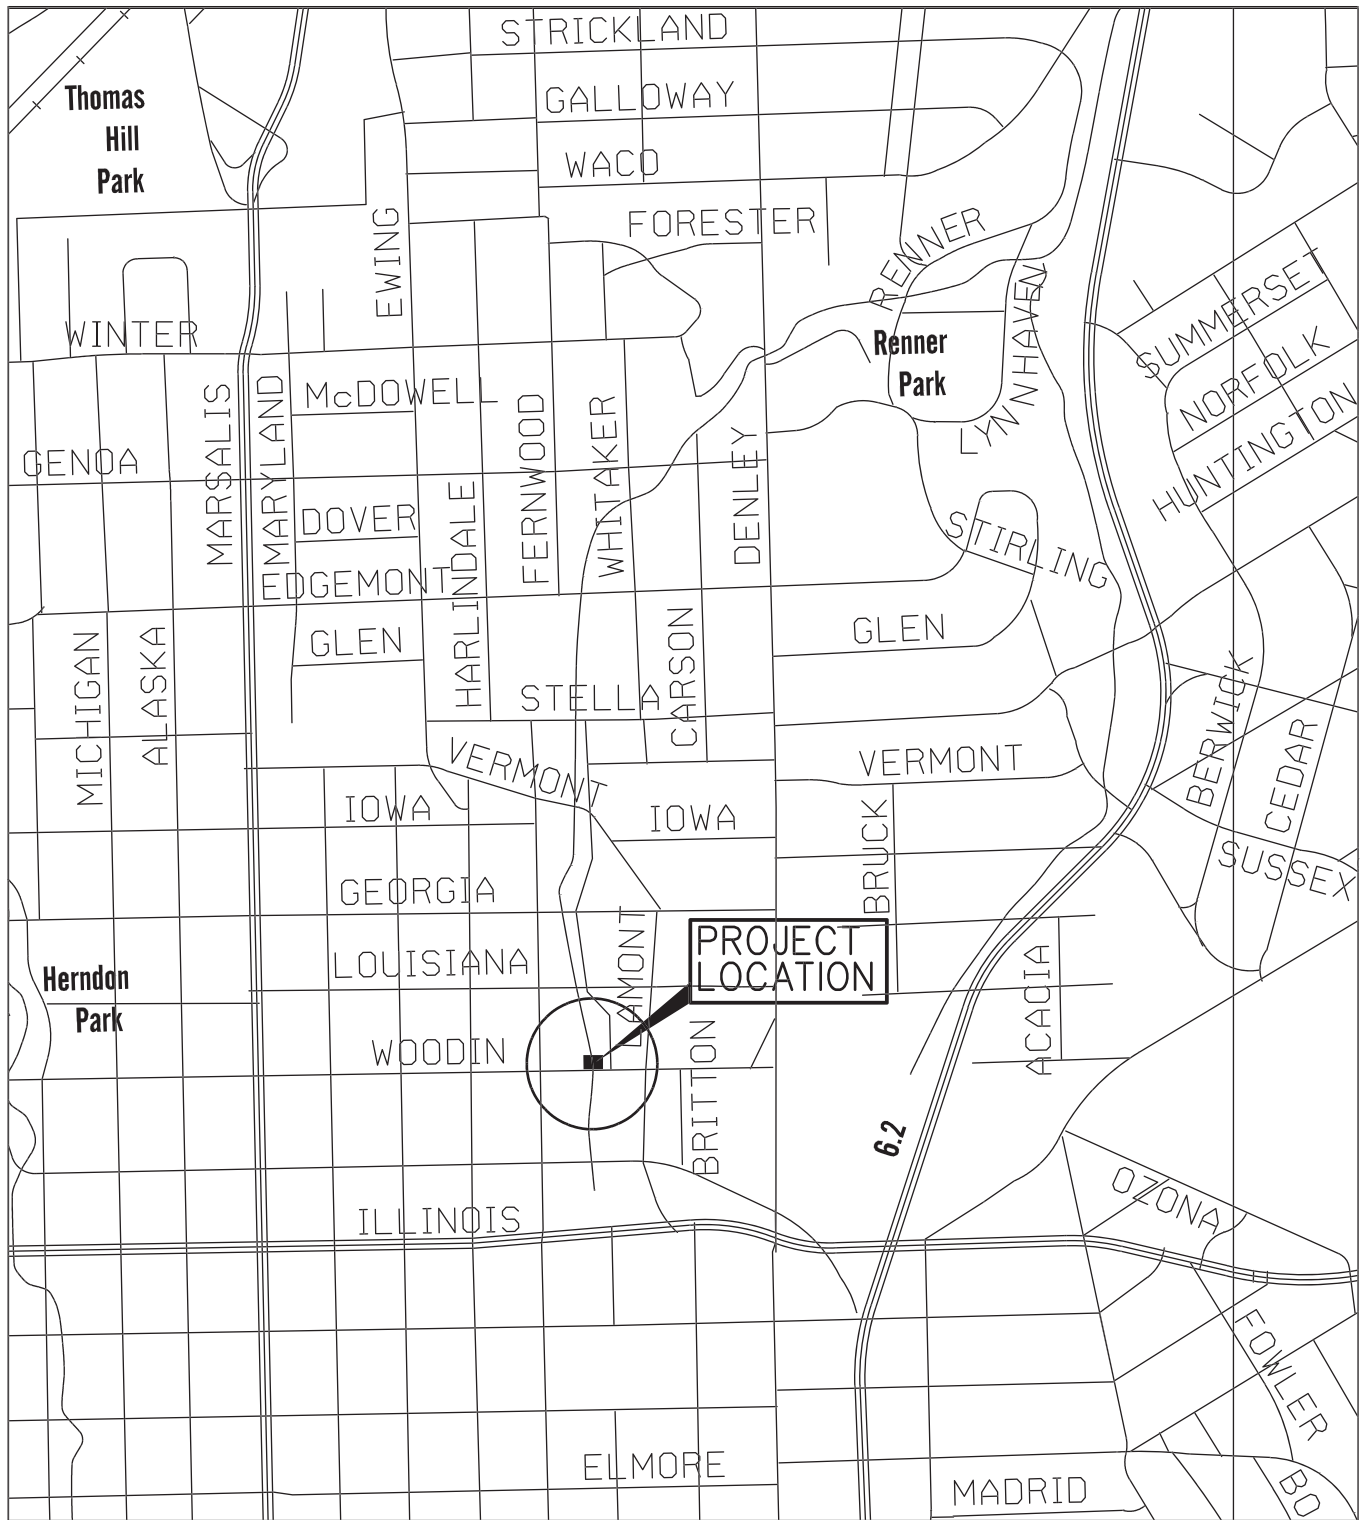 STRICKLAND
Thomas
Hill
Park
GALLOWAY
WACO
FORESTER
EWING
RENNER
WINTER
SUMMERSET
LYNNHAVEN
Renner
Park
NORFOLK
McDOWELL
HUNTINGTON
GENOA
MARSALIS
MARYLAND
FERNWOOD
WHITAKER
DENLEY
DOVER
HARLINDALE
STIRLING
EDGEMONT
GLEN
GLEN
MICHIGAN
ALASKA
CARSON
STELLA
BERWICK
VERMONT
VERMONT
CEDAR
IOWA
IOWA
BRUCK
SUSSEX
GEORGIA
LAMONT
PROJECT
LOCATION
LOUISIANA
Herndon
Park
ACACIA
WOODIN
BRITTON
6.2
OZONA
ILLINOIS
FOWLER
ELMORE
MADRID
BO